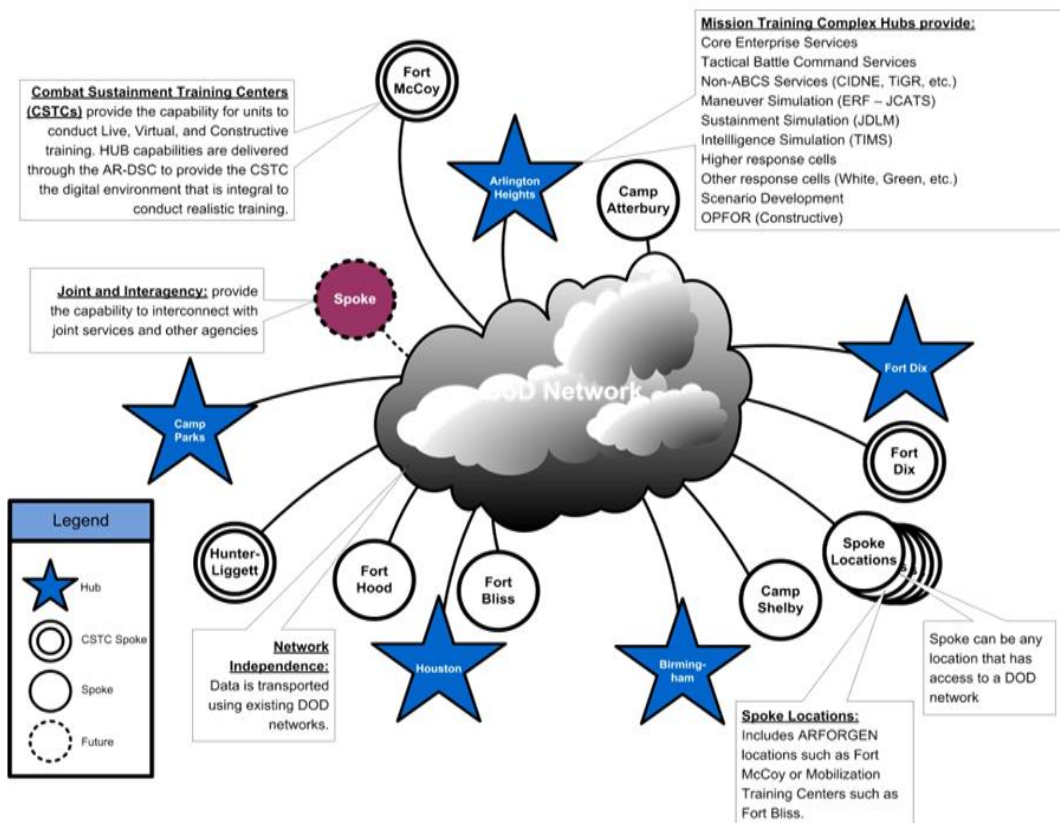 Mission Training Complex Hubs provide:
Core Enterprise Services
Tactical Battle Command Services
Non-ABCS Services (CIDNE, TiGR, etc.)
Maneuver Simulation (ERF – JCATS)
Sustainment Simulation (JDLM)
Intellligence Simulation (TIMS)
Higher response cells
Other response cells (White, Green, etc.)
Scenario Development
OPFOR (Constructive)
Fort
McCoy
Combat Sustainment Training Centers
(CSTCs) provide the capability for units to
conduct Live, Virtual, and Constructive
training. HUB capabilities are delivered
through the AR-DSC to provide the CSTC
the digital environment that is integral to
conduct realistic training.
Arlington
Heights
Camp
Atterbury
Joint and Interagency: provide
the capability to interconnect with
joint services and other agencies
Spoke
DoD Network
Fort Dix
Camp
Parks
Fort
Dix
Legend
Hub
CSTC Spoke
Spoke
Future
Hunter-
Liggett
Fort
Hood
Fort
Bliss
Spoke
Locations
Camp
Shelby
Houston
Birming-
ham
Network
Independence:
Data is transported
using existing DOD
networks.
Spoke can be any
location that has
access to a DOD
network
Spoke Locations:
Includes ARFORGEN
locations such as Fort
McCoy or Mobilization
Training Centers such as
Fort Bliss.